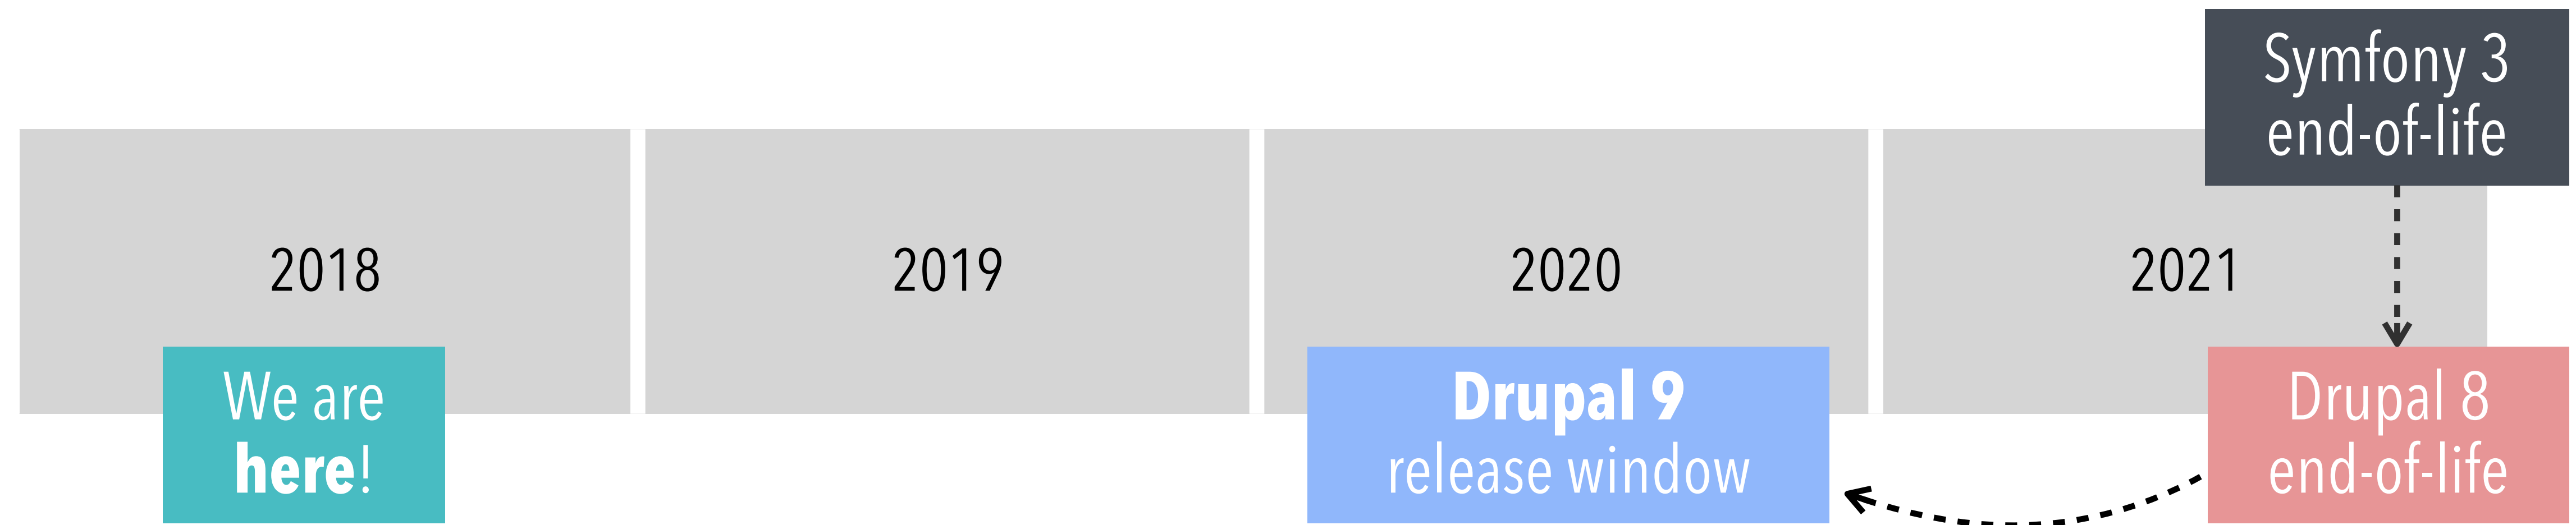 Symfony 3
end-of-life
2018
2019
2020
2021
We are
here!
Drupal 9
release window
Drupal 8
end-of-life